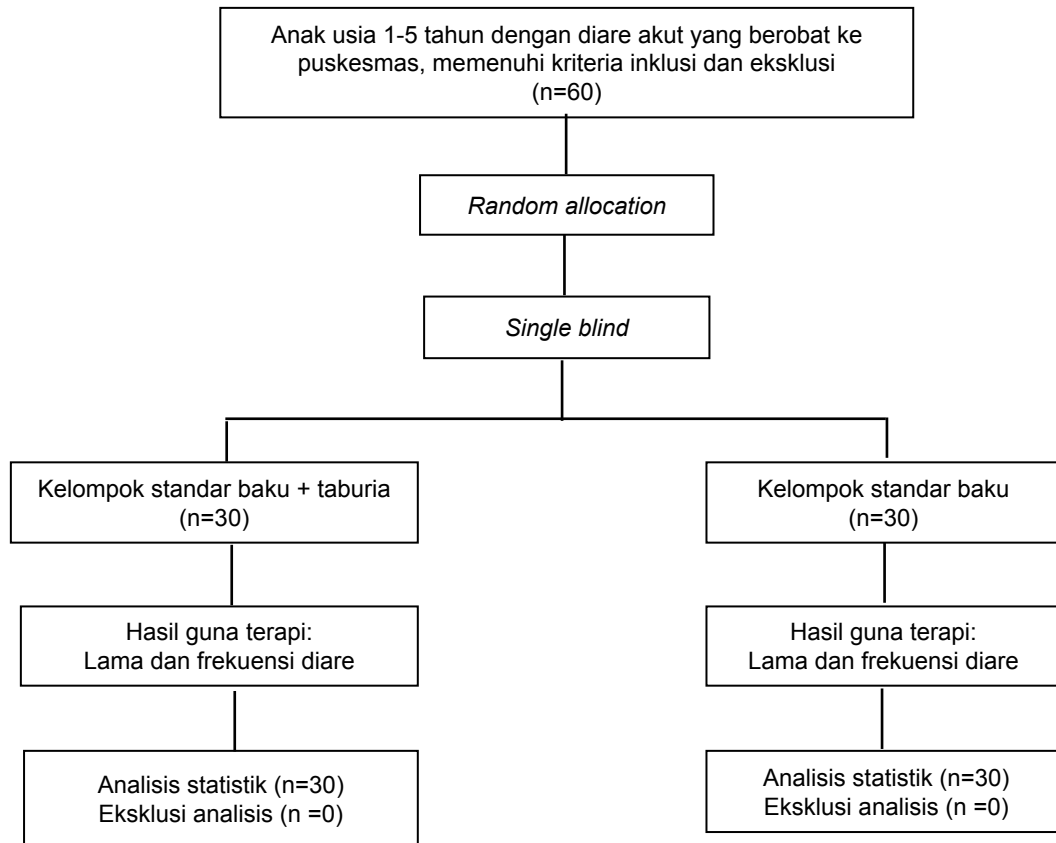 Anak usia 1-5 tahun dengan diare akut yang berobat ke
puskesmas, memenuhi kriteria inklusi dan eksklusi
(n=60)
Random allocation
Single blind
Kelompok standar baku + taburia
(n=30)
Kelompok standar baku
(n=30)
Hasil guna terapi:
Lama dan frekuensi diare
Hasil guna terapi:
Lama dan frekuensi diare
Analisis statistik (n=30)
Eksklusi analisis (n =0)
Analisis statistik (n=30)
Eksklusi analisis (n =0)